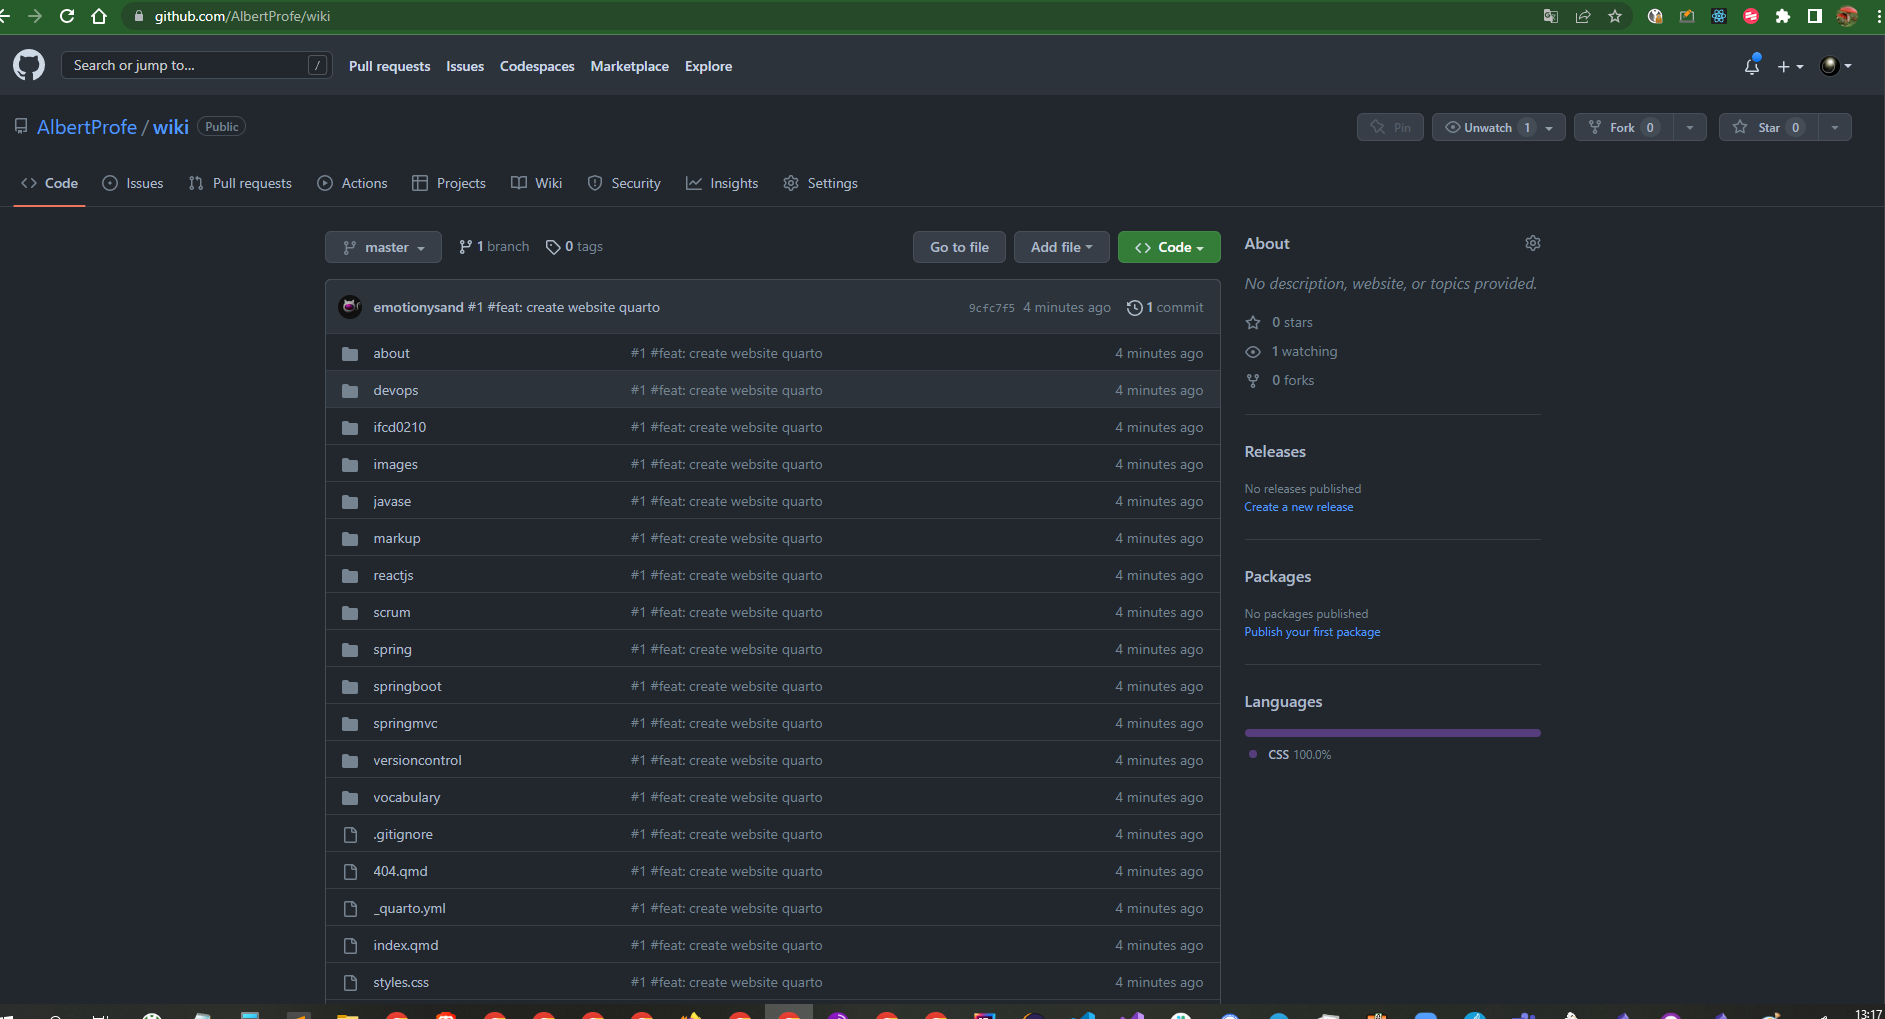 github.com/AlbertProfe/wiki
Search or jump to... /
Pull requests Issues Codespaces Marketplace Explore
AlbertProfe / wiki Public
Pin Unwatch 1 Fork 0 Star 0
Code Issues Pull requests Actions Projects Wiki Security Insights Settings
master 1 branch 0 tags Go to file Add file Code
emotionysand #1 #feat: create website quarto 9cfc7f5 4 minutes ago 1 commit
about #1 #feat: create website quarto 4 minutes ago
devops #1 #feat: create website quarto 4 minutes ago
ifcd0210 #1 #feat: create website quarto 4 minutes ago
images #1 #feat: create website quarto 4 minutes ago
javase #1 #feat: create website quarto 4 minutes ago
markup #1 #feat: create website quarto 4 minutes ago
reactjs #1 #feat: create website quarto 4 minutes ago
scrum #1 #feat: create website quarto 4 minutes ago
spring #1 #feat: create website quarto 4 minutes ago
springboot #1 #feat: create website quarto 4 minutes ago
springmvc #1 #feat: create website quarto 4 minutes ago
versioncontrol #1 #feat: create website quarto 4 minutes ago
vocabulary #1 #feat: create website quarto 4 minutes ago
.gitignore #1 #feat: create website quarto 4 minutes ago
404.qmd #1 #feat: create website quarto 4 minutes ago
_quarto.yml #1 #feat: create website quarto 4 minutes ago
index.qmd #1 #feat: create website quarto 4 minutes ago
styles.css #1 #feat: create website quarto 4 minutes ago
About
No description, website, or topics provided.
0 stars
1 watching
0 forks
Releases
No releases published
Create a new release
Packages
No packages published
Publish your first package
Languages
CSS 100.0%
13:17